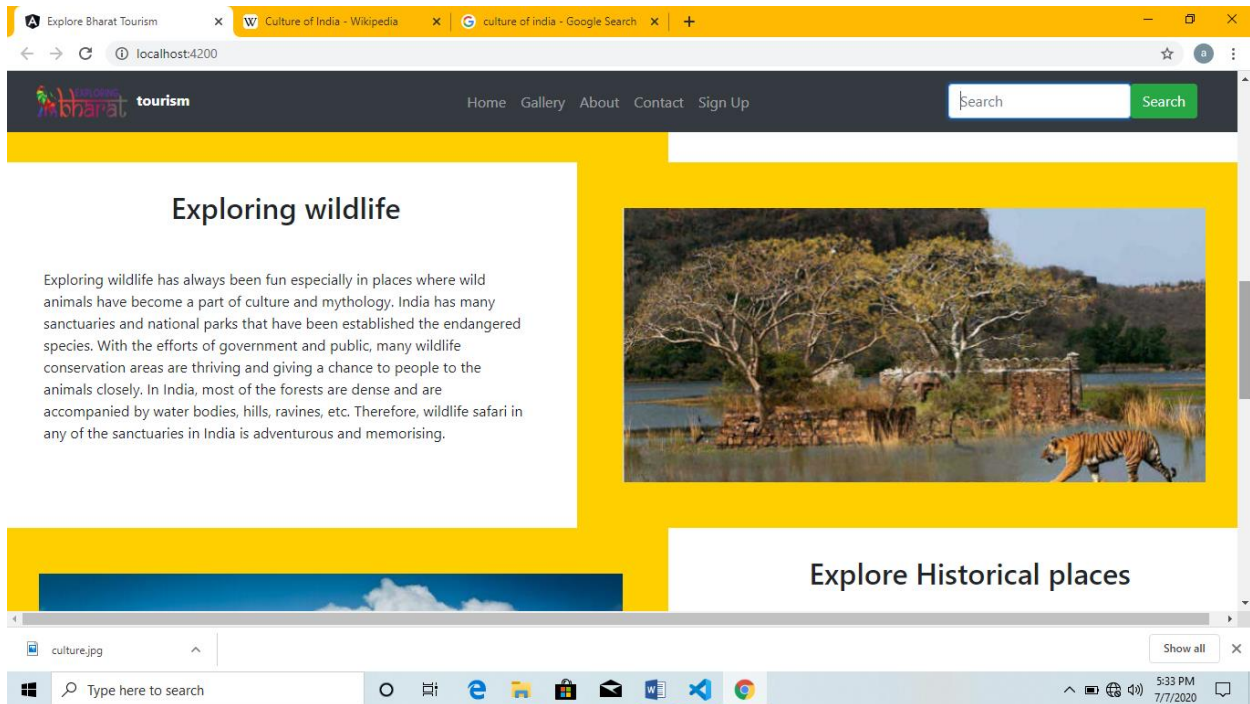 Explore Bharat Tourism
W Culture of India - Wikipedia
G culture of india - Google Search
localhost:4200
a
EXPLORING
bharat
tourism
Home Gallery About Contact Sign Up
Search
Search
Exploring wildlife
Exploring wildlife has always been fun especially in places where wild
animals have become a part of culture and mythology. India has many
sanctuaries and national parks that have been established the endangered
species. With the efforts of government and public, many wildlife
conservation areas are thriving and giving a chance to people to the
animals closely. In India, most of the forests are dense and are
accompanied by water bodies, hills, ravines, etc. Therefore, wildlife safari in
any of the sanctuaries in India is adventurous and memorising.
Explore Historical places
culture.jpg
Show all
Type here to search
5:33 PM
7/7/2020